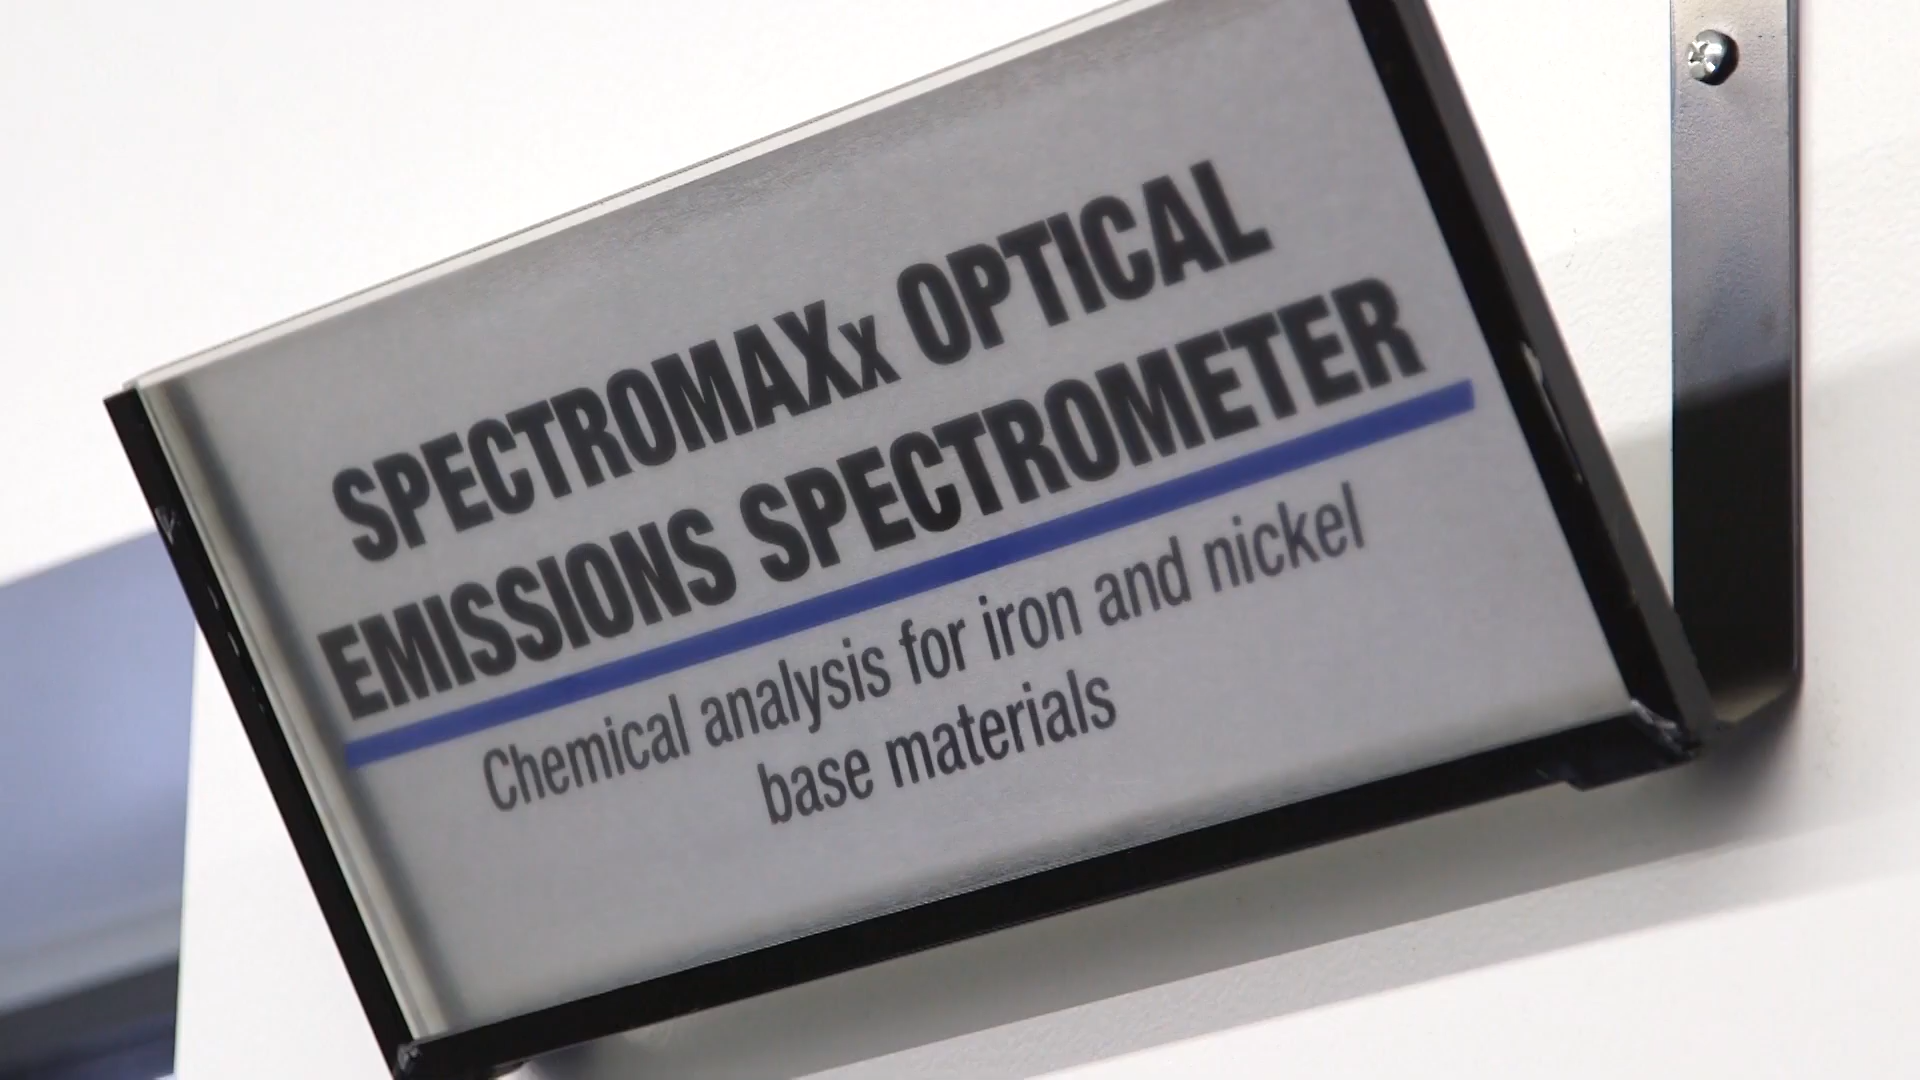 SPECTROMAXx OPTICAL
EMISSIONS SPECTROMETER
Chemical analysis for iron and nickel
base materials